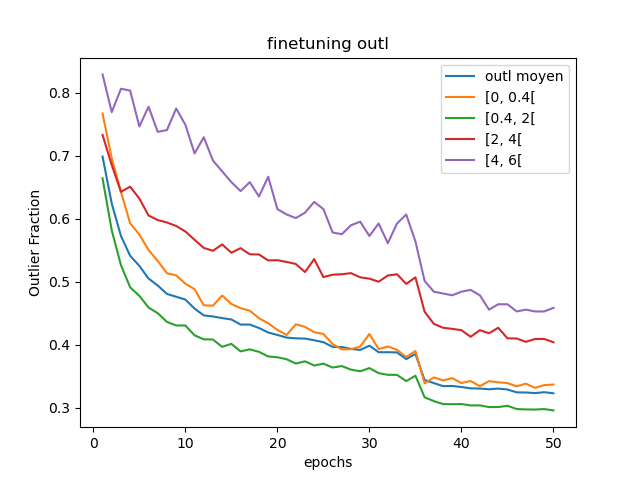 finetuning outl
outl moyen
[0, 0.4[
[0.4, 2[
[2, 4[
[4, 6[
Outlier Fraction
0.8
0.7
0.6
0.5
0.4
0.3
0 10 20 30 40 50
epochs